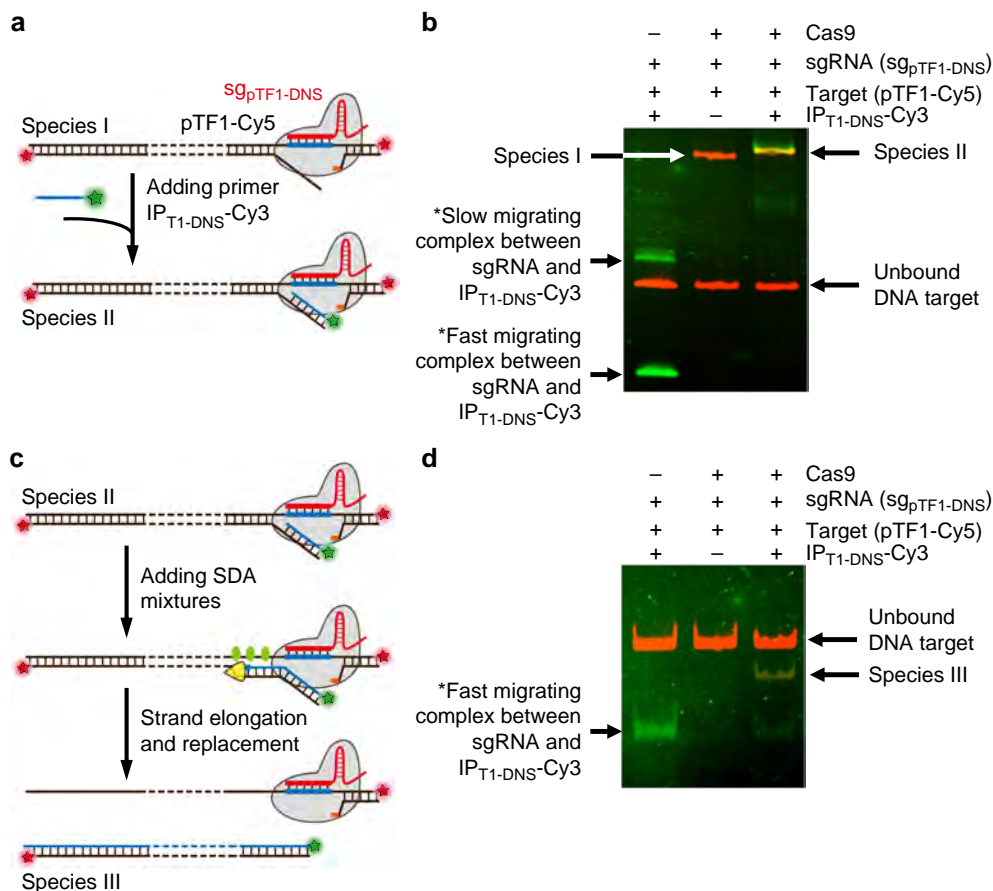 a
sgpTF1-DNS
Species I
pTF1-Cy5
Adding primer
IPT1-DNS-Cy3
Species II
b
– + + Cas9
+ + + sgRNA (sgpTF1-DNS)
+ + + Target (pTF1-Cy5)
+ – + IPT1-DNS-Cy3
Species I
Species II
*Slow migrating
complex between
sgRNA and
IPT1-DNS-Cy3
Unbound
DNA target
*Fast migrating
complex between
sgRNA and
IPT1-DNS-Cy3
c
Species II
Adding SDA
mixtures
Strand elongation
and replacement
Species III
d
– + + Cas9
+ + + sgRNA (sgpTF1-DNS)
+ + + Target (pTF1-Cy5)
+ – + IPT1-DNS-Cy3
Unbound
DNA target
Species III
*Fast migrating
complex between
sgRNA and
IPT1-DNS-Cy3